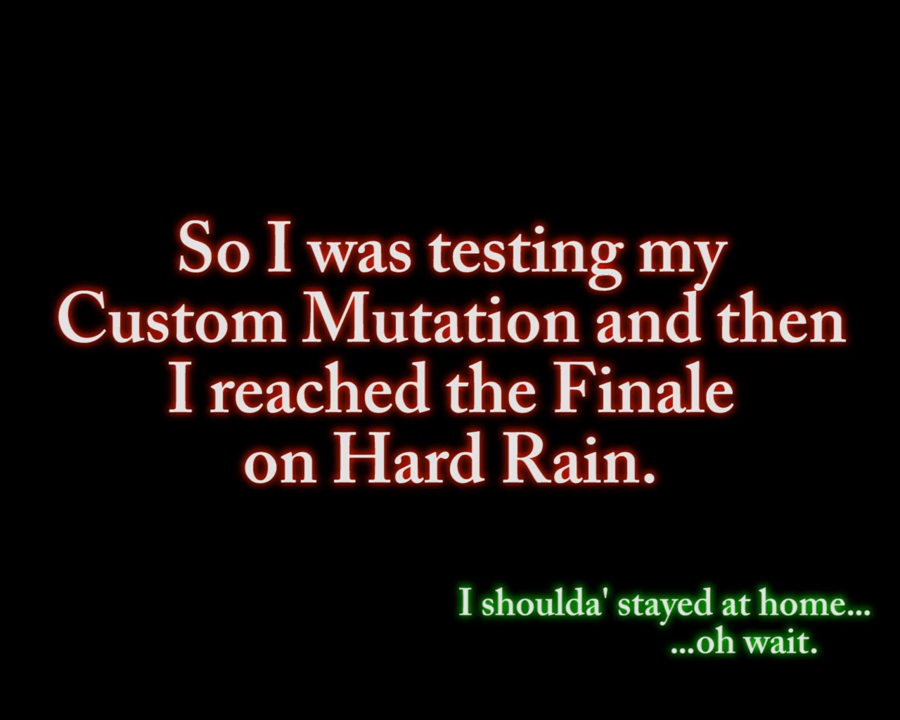 So I was testing my
Custom Mutation and then
I reached the Finale
on Hard Rain.
I shoulda' stayed at home...
...oh wait.